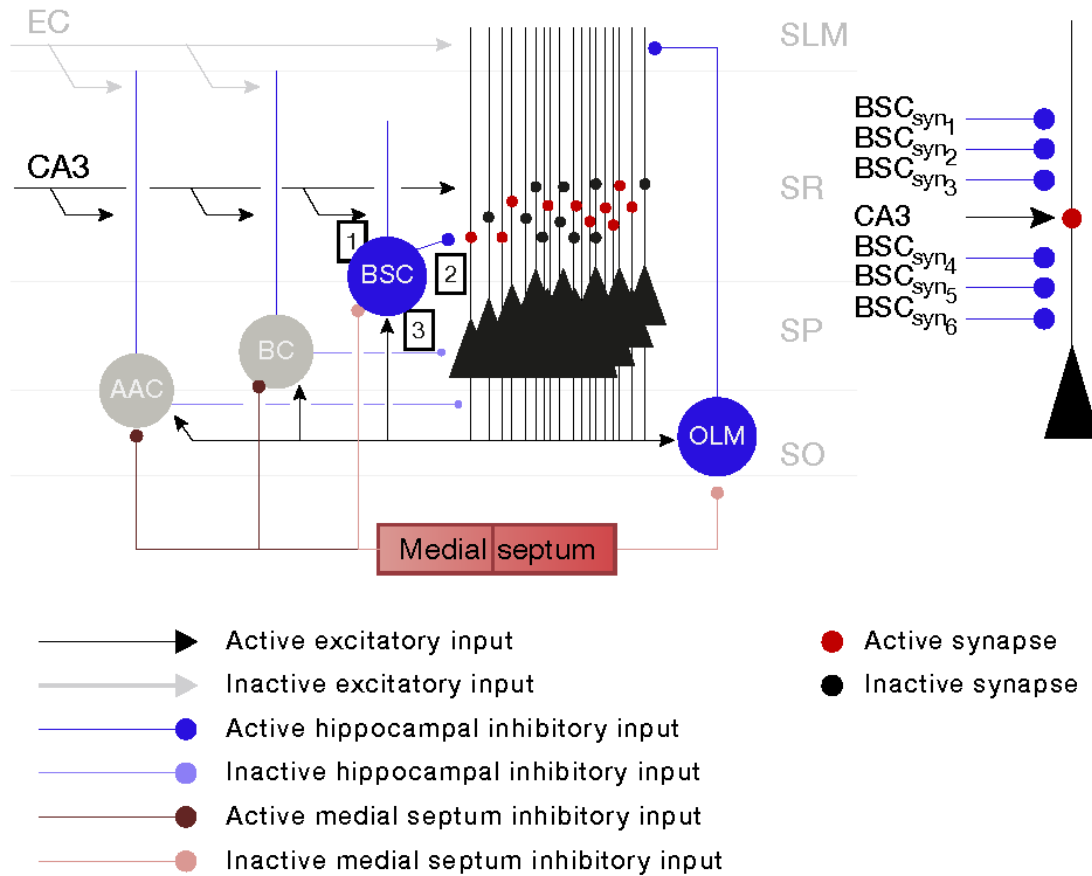 EC
SLM
CA3
SR
1
BSC
2
3
SP
BC
AAC
OLM
SO
Medial septum
BSCsyn1
BSCsyn2
BSCsyn3
CA3
BSCsyn4
BSCsyn5
BSCsyn6
Active excitatory input
Inactive excitatory input
Active hippocampal inhibitory input
Inactive hippocampal inhibitory input
Active medial septum inhibitory input
Inactive medial septum inhibitory input
Active synapse
Inactive synapse